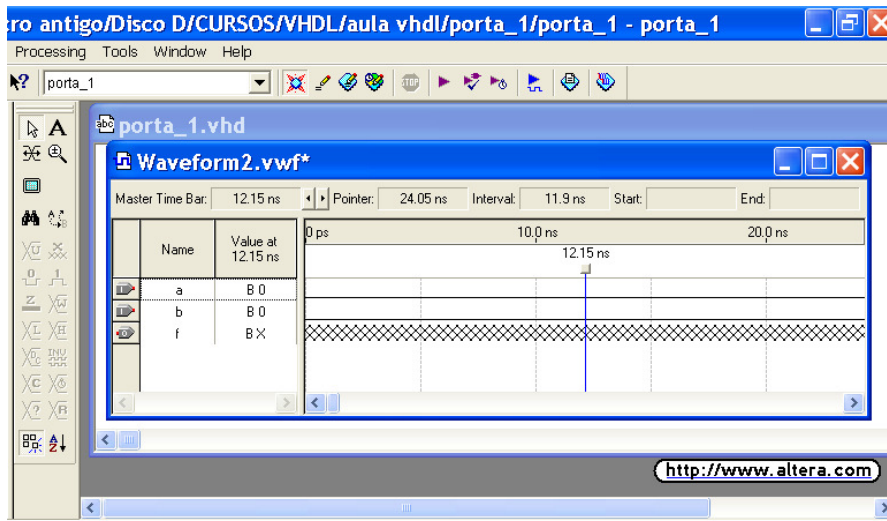 ro antigo/Disco D/CURSOS/VHDL/aula vhdl/porta_1/porta_1 - porta_1
Processing Tools Window Help
porta_1
STOP
abc porta_1.vhd
A
Waveform2.vwf*
Master Time Bar: 12.15 ns Pointer: 24.05 ns Interval: 11.9 ns Start: End:
Name Value at 12.15 ns
0 ps 10.0 ns 20.0 ns
12.15 ns
a B 0
b B 0
f B X
http://www.altera.com